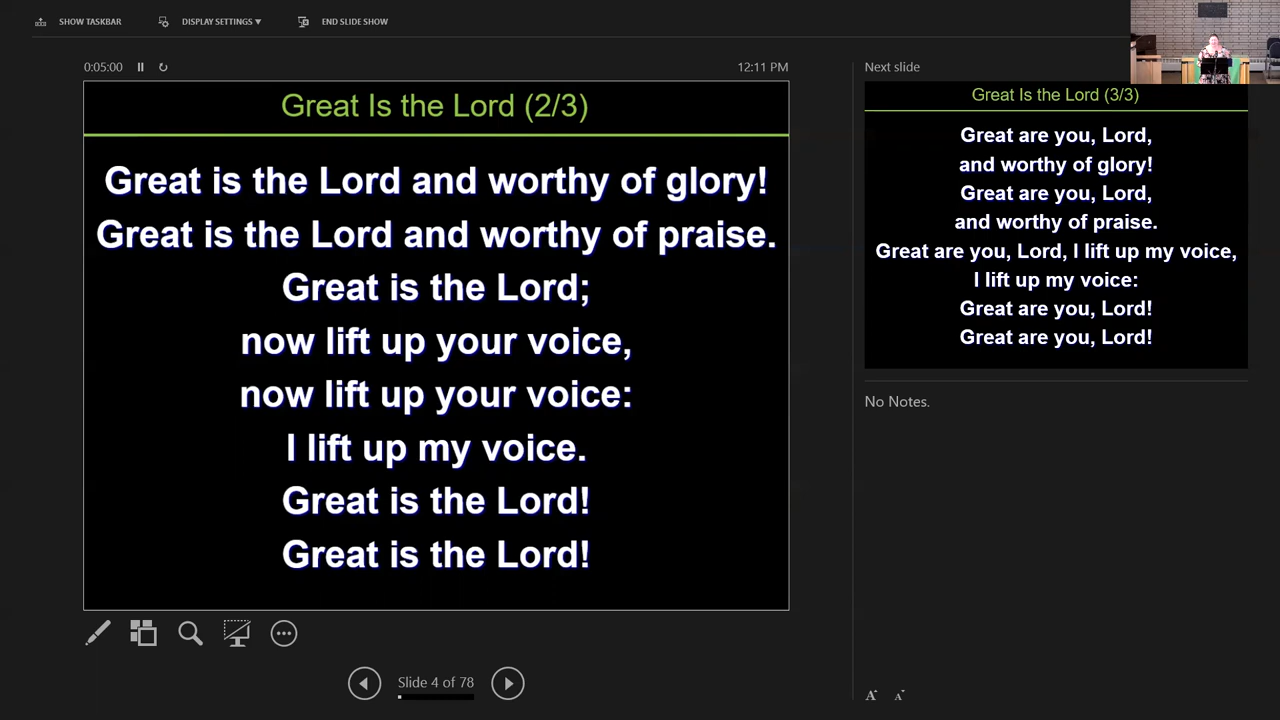 SHOW TASKBAR
DISPLAY SETTINGS ▼
END SLIDE SHOW
0:05:00
12:11 PM
Great Is the Lord (2/3)
Great is the Lord and worthy of glory!
Great is the Lord and worthy of praise.
Great is the Lord;
now lift up your voice,
now lift up your voice:
I lift up my voice.
Great is the Lord!
Great is the Lord!
Slide 4 of 78
Next slide
Great Is the Lord (3/3)
Great are you, Lord,
and worthy of glory!
Great are you, Lord,
and worthy of praise.
Great are you, Lord, I lift up my voice,
I lift up my voice:
Great are you, Lord!
Great are you, Lord!
No Notes.
A A